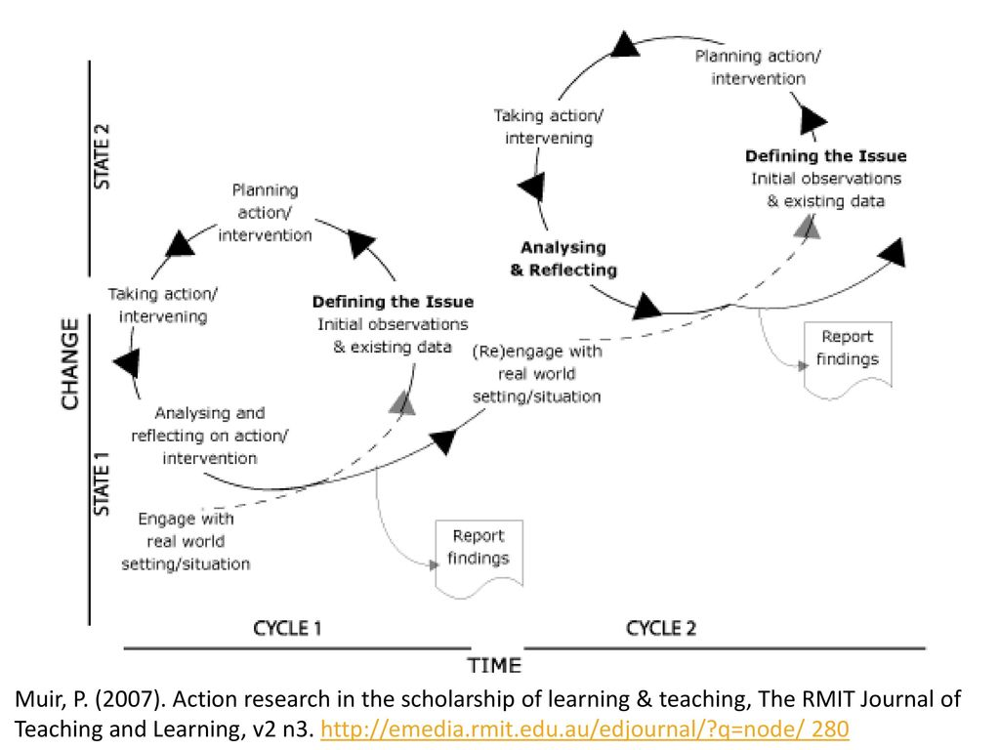 STATE 2
CHANGE
STATE 1
Planning
action/
intervention
Taking action/
intervening
Defining the Issue
Initial observations
& existing data
Analysing and
reflecting on action/
intervention
Engage with
real world
setting/situation
Report
findings
(Re)engage with
real world
setting/situation
Planning action/
intervention
Taking action/
intervening
Defining the Issue
Initial observations
& existing data
Analysing
& Reflecting
Report
findings
CYCLE 1
CYCLE 2
TIME
Muir, P. (2007). Action research in the scholarship of learning & teaching, The RMIT Journal of
Teaching and Learning, v2 n3. http://emedia.rmit.edu.au/edjournal/?q=node/ 280